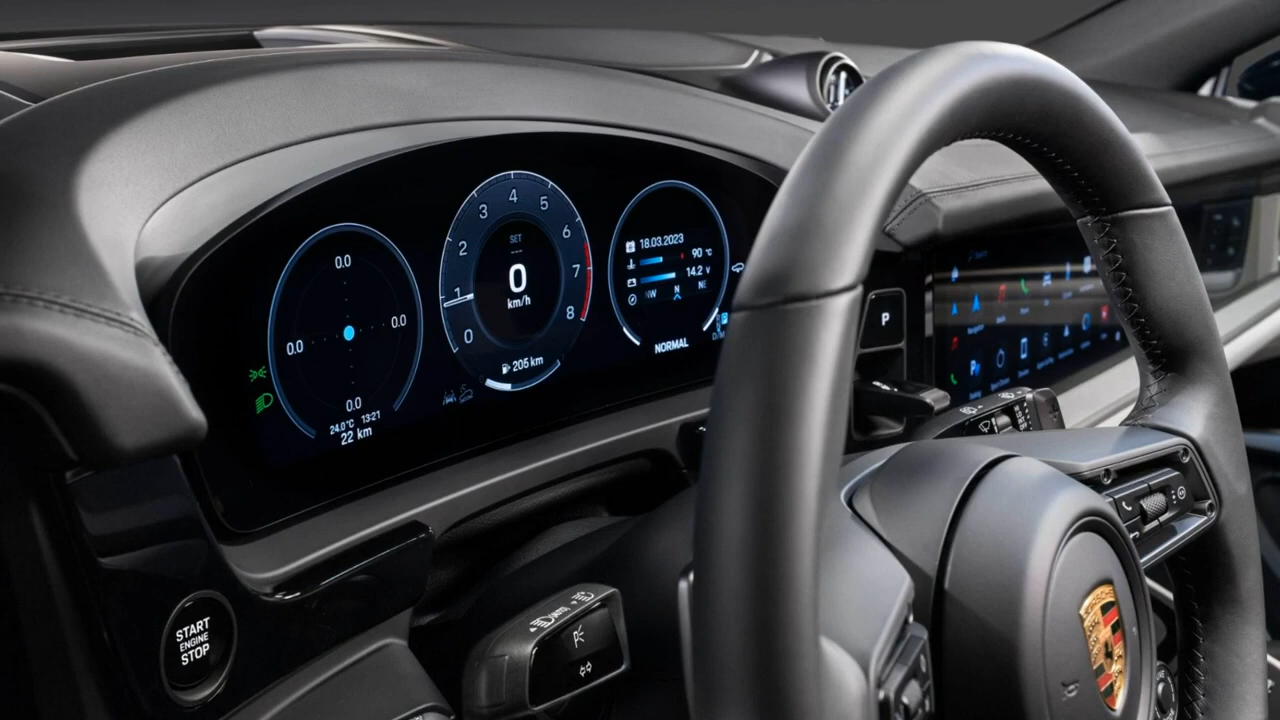 0.0
0.0
0.0
0.0
24.0°C 13:21
22 km
0
1
2
3
4
5
6
7
8
SET
0
km/h
205 km
18.03.2023
90 °C
14.2 V
NW N NE
NORMAL
P
START
ENGINE
STOP
AUTO